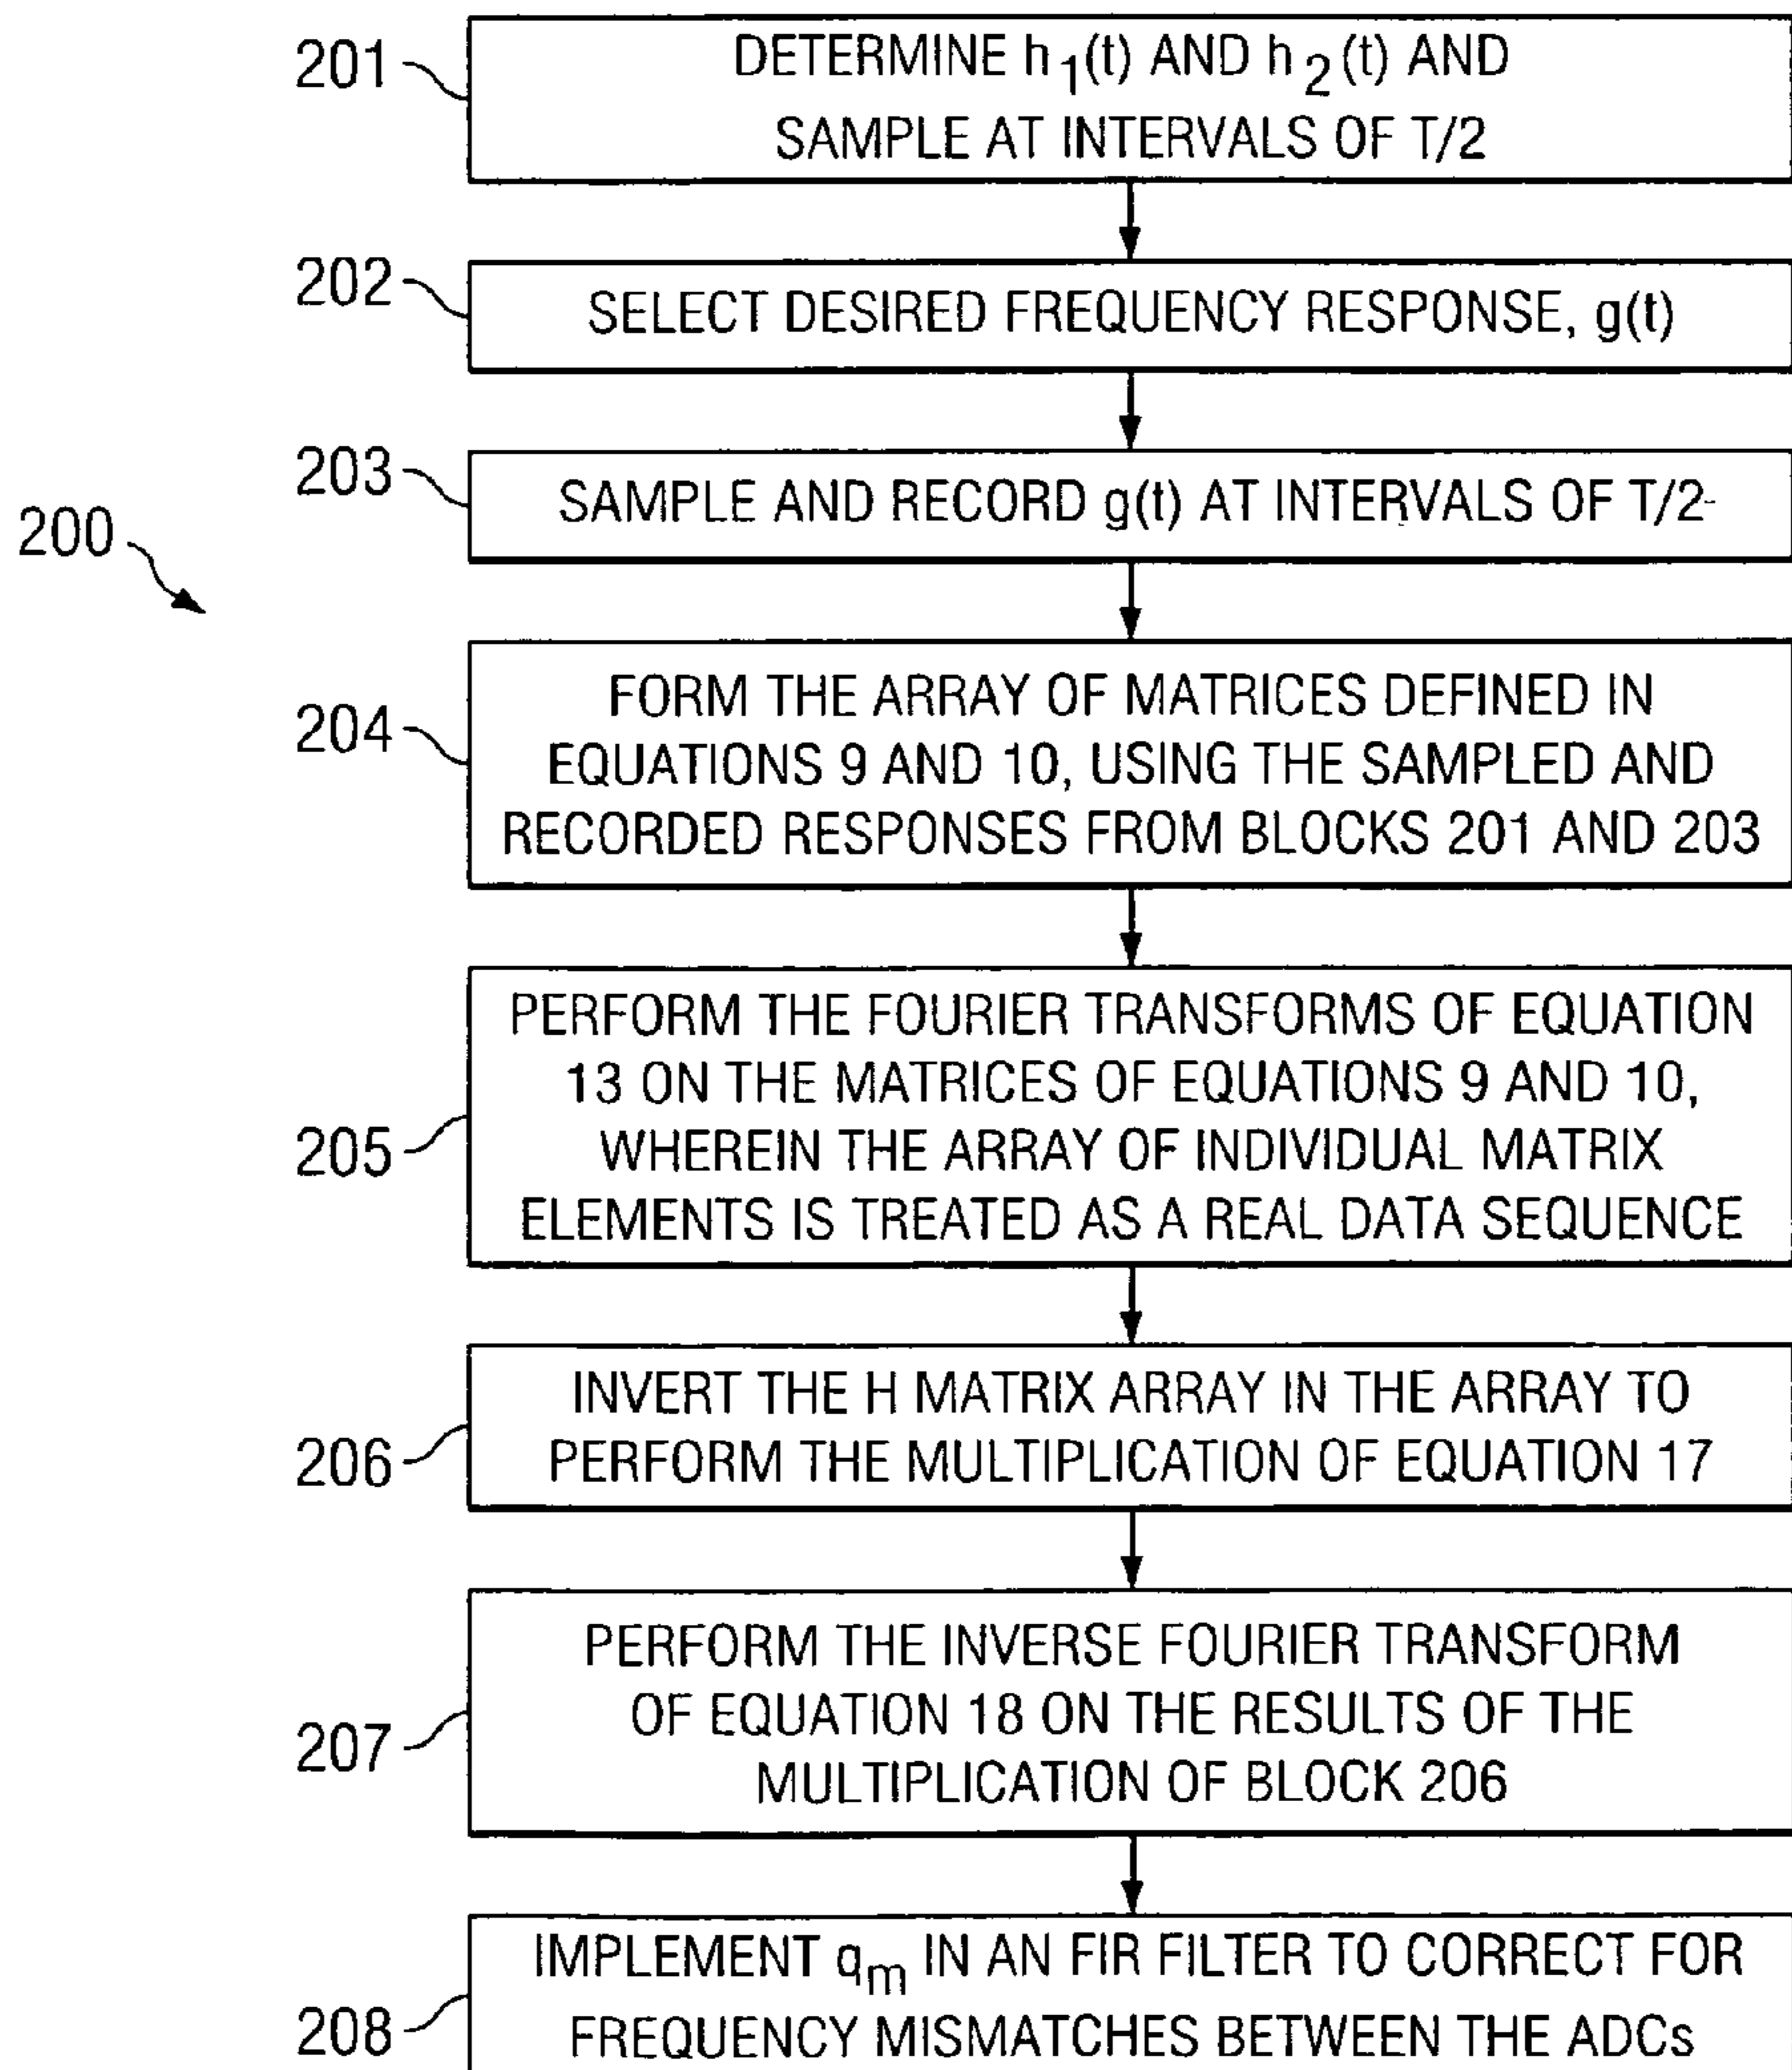 201
DETERMINE h1(t) AND h2(t) AND
SAMPLE AT INTERVALS OF T/2
202
SELECT DESIRED FREQUENCY RESPONSE, g(t)
203
SAMPLE AND RECORD g(t) AT INTERVALS OF T/2
200
204
FORM THE ARRAY OF MATRICES DEFINED IN
EQUATIONS 9 AND 10, USING THE SAMPLED AND
RECORDED RESPONSES FROM BLOCKS 201 AND 203
205
PERFORM THE FOURIER TRANSFORMS OF EQUATION
13 ON THE MATRICES OF EQUATIONS 9 AND 10,
WHEREIN THE ARRAY OF INDIVIDUAL MATRIX
ELEMENTS IS TREATED AS A REAL DATA SEQUENCE
206
INVERT THE H MATRIX ARRAY IN THE ARRAY TO
PERFORM THE MULTIPLICATION OF EQUATION 17
207
PERFORM THE INVERSE FOURIER TRANSFORM
OF EQUATION 18 ON THE RESULTS OF THE
MULTIPLICATION OF BLOCK 206
208
IMPLEMENT qm IN AN FIR FILTER TO CORRECT FOR
FREQUENCY MISMATCHES BETWEEN THE ADCs